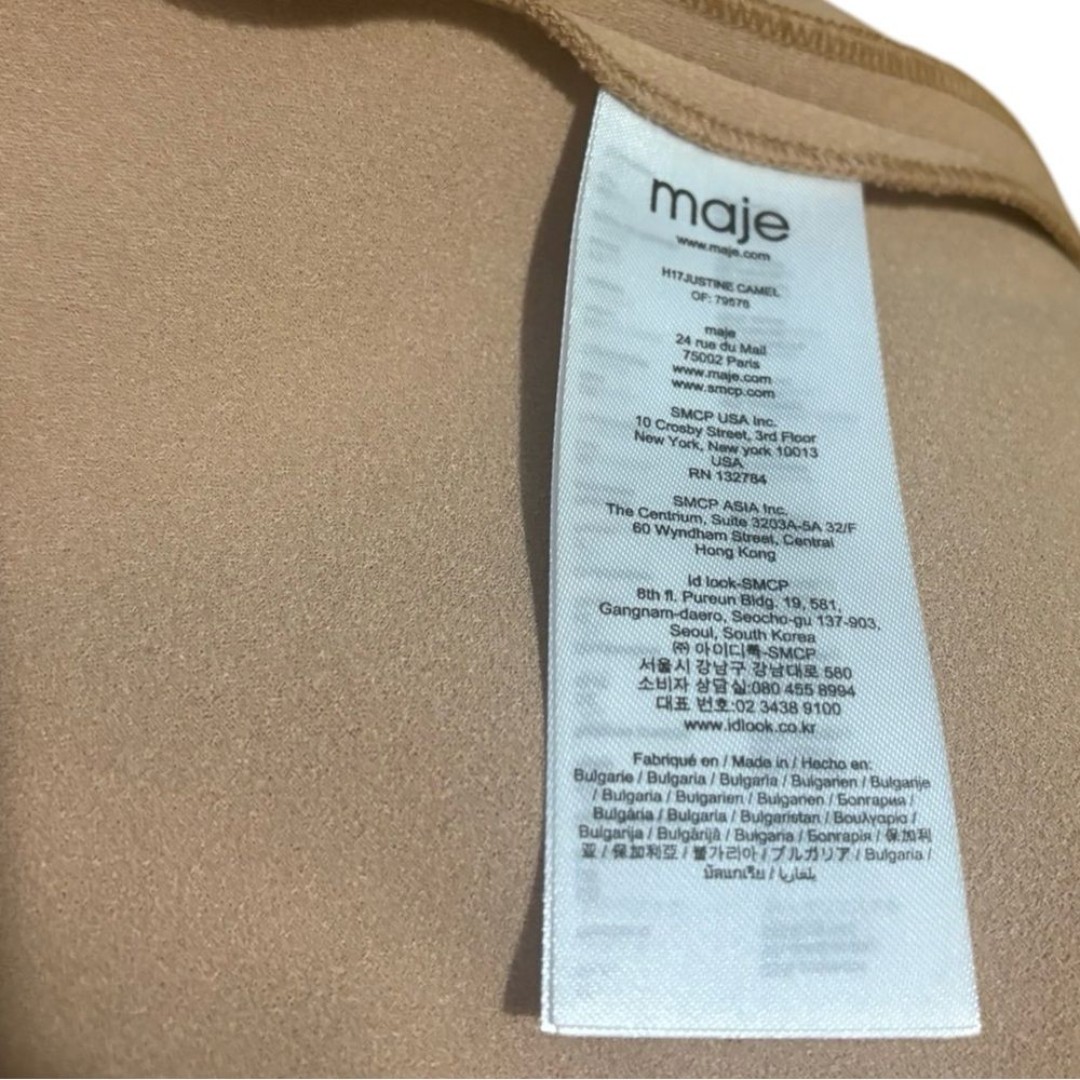 maje
www.maje.com
H17JUSTINE CAMEL
OF: 79576
maje
24 rue du Mail
75002 Paris
www.maje.com
www.smcp.com
SMCP USA Inc.
10 Crosby Street, 3rd Floor
New York, New york 10013
USA
RN 132784
SMCP ASIA Inc.
The Centrium, Suite 3203A-5A 32/F
60 Wyndham Street, Central
Hong Kong
Id look-SMCP
8th fl. Pureun Bldg. 19, 581,
Gangnam-daero, Seocho-gu 137-903,
Seoul, South Korea
㈜ 아이디룩-SMCP
서울시 강남구 강남대로 580
소비자 상담실:080 455 8994
대표 번호:02 3438 9100
www.idlook.co.kr
Fabriqué en / Made in / Hecho en:
Bulgarie / Bulgaria / Bulgaria / Bulgarien / Bulgarije
/ Bulgaria / Bulgarien / Bulgarien / България /
Bulgária / Bulgaria / Bulgaristan / Βουλγαρία /
Bulgarija / Bulgārijā / Bulgaria / Болгарія / 保加利
亚 / 保加利亞 / 불가리아 / ブルガリア / Bulgaria /
บัลแกเรีย / بلغاريا